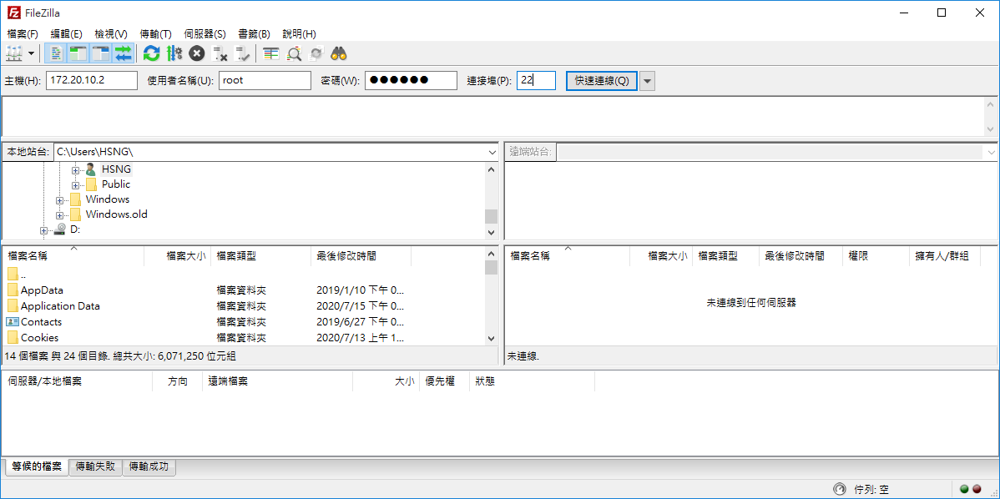 FileZilla
檔案(F) 編輯(E) 檢視(V) 傳輸(T) 伺服器(S) 書籤(B) 說明(H)
主機(H): 172.20.10.2 使用者名稱(U): root 密碼(W): ●●●●●● 連接埠(P): 22 快速連線(Q)
本地站台: C:\Users\HSNG\
HSNG
Public
Windows
Windows.old
D:
遠端站台:
檔案名稱 檔案大小 檔案類型 最後修改時間
..
AppData 檔案資料夾 2019/1/10 下午 0...
Application Data 檔案資料夾 2020/7/15 下午 0...
Contacts 檔案資料夾 2019/6/27 下午 0...
Cookies 檔案資料夾 2020/7/13 上午 1...
14 個檔案 與 24 個目錄. 總共大小: 6,071,250 位元組
檔案名稱 檔案大小 檔案類型 最後修改時間 權限 擁有人/群組
未連線到任何伺服器
未連線.
伺服器/本地檔案 方向 遠端檔案 大小 優先權 狀態
等候的檔案 傳輸失敗 傳輸成功
佇列: 空